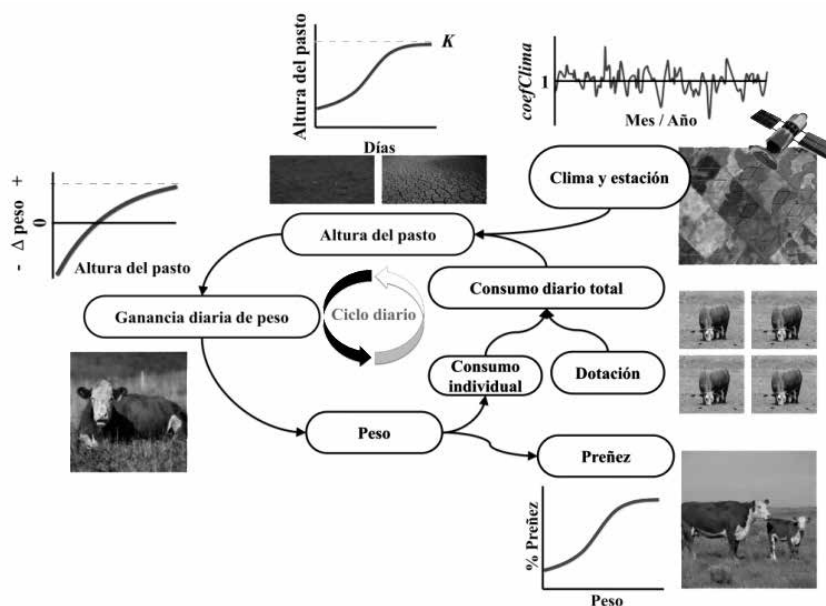 Altura del pasto
K
Días
coefClima
1
Mes / Año
Clima y estación
- Δ peso +
0
Altura del pasto
Altura del pasto
Consumo diario total
Ganancia diaria de peso
Ciclo diario
Consumo
individual
Dotación
Peso
Preñez
% Preñez
Peso